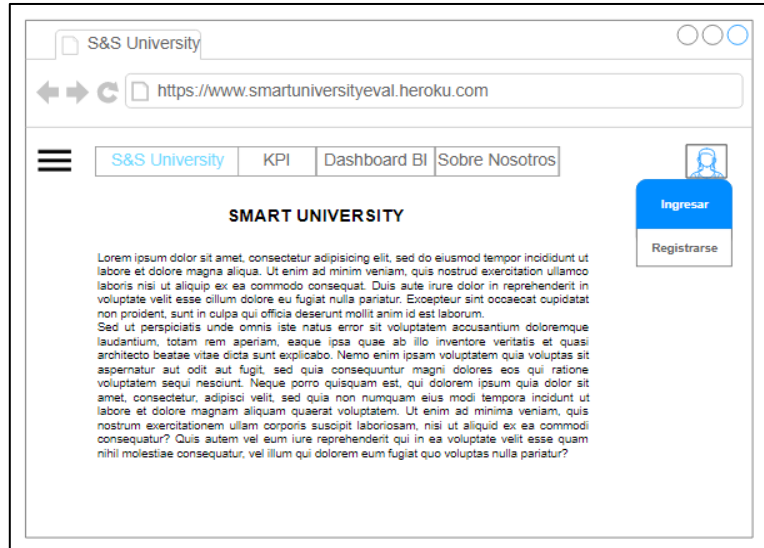 S&S University
https://www.smartuniversityeval.heroku.com
S&S University KPI Dashboard BI Sobre Nosotros
Ingresar
Registrarse
SMART UNIVERSITY
Lorem ipsum dolor sit amet, consectetur adipisicing elit, sed do eiusmod tempor incididunt ut
labore et dolore magna aliqua. Ut enim ad minim veniam, quis nostrud exercitation ullamco
laboris nisi ut aliquip ex ea commodo consequat. Duis aute irure dolor in reprehenderit in
voluptate velit esse cillum dolore eu fugiat nulla pariatur. Excepteur sint occaecat cupidatat
non proident, sunt in culpa qui officia deserunt mollit anim id est laborum.
Sed ut perspiciatis unde omnis iste natus error sit voluptatem accusantium doloremque
laudantium, totam rem aperiam, eaque ipsa quae ab illo inventore veritatis et quasi
architecto beatae vitae dicta sunt explicabo. Nemo enim ipsam voluptatem quia voluptas sit
aspernatur aut odit aut fugit, sed quia consequuntur magni dolores eos qui ratione
voluptatem sequi nesciunt. Neque porro quisquam est, qui dolorem ipsum quia dolor sit
amet, consectetur, adipisci velit, sed quia non numquam eius modi tempora incidunt ut
labore et dolore magnam aliquam quaerat voluptatem. Ut enim ad minima veniam, quis
nostrum exercitationem ullam corporis suscipit laboriosam, nisi ut aliquid ex ea commodi
consequatur? Quis autem vel eum iure reprehenderit qui in ea voluptate velit esse quam
nihil molestiae consequatur, vel illum qui dolorem eum fugiat quo voluptas nulla pariatur?